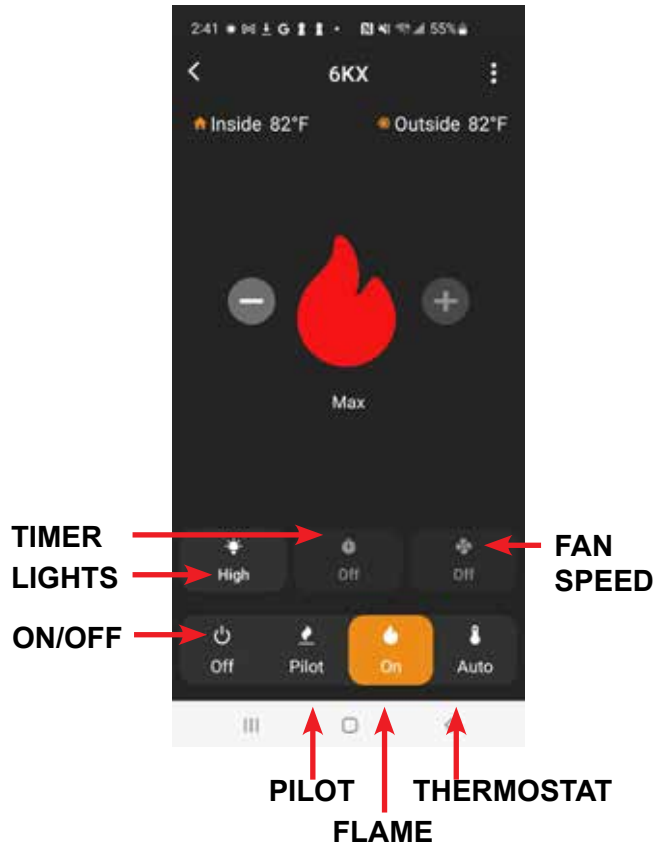 2:41 G 55%
6KX
Inside 82°F Outside 82°F
Max
TIMER
LIGHTS
High Off Off
FAN
SPEED
ON/OFF
Off Pilot On Auto
PILOT THERMOSTAT
FLAME